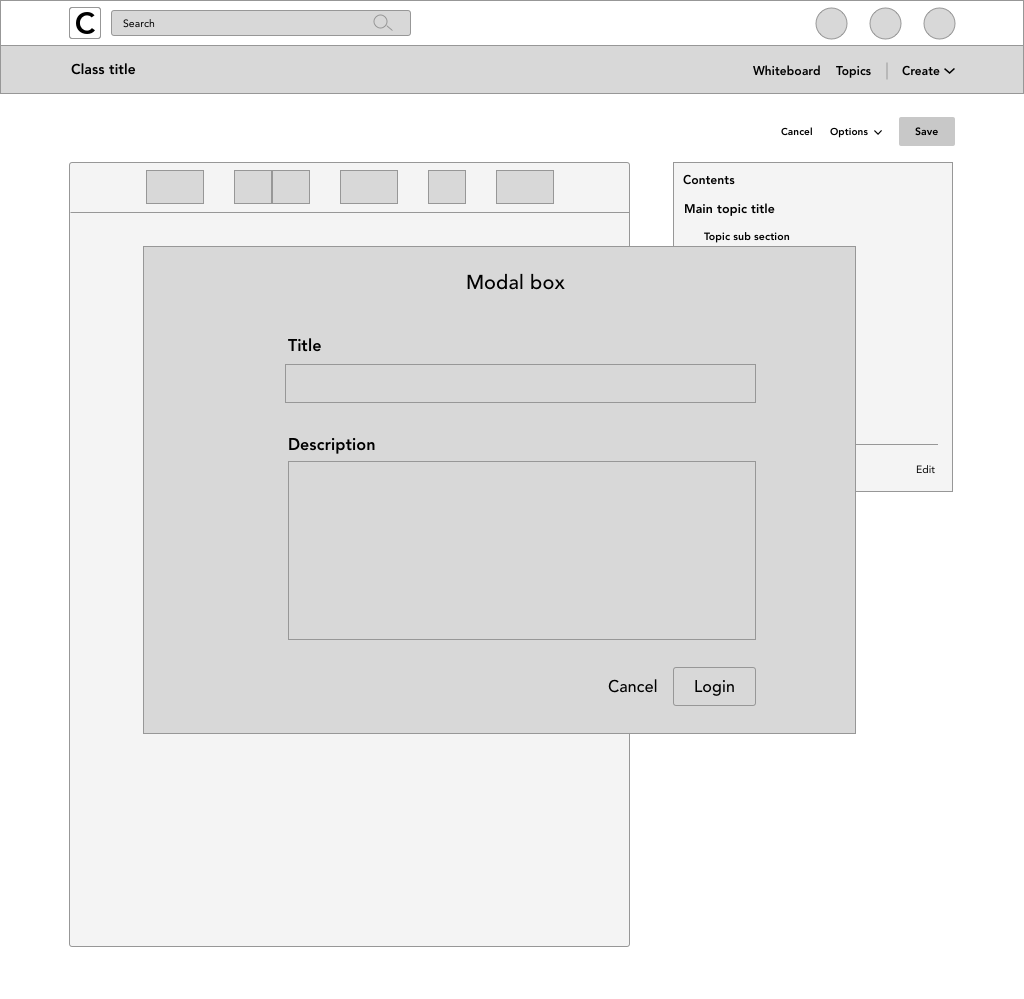 C
Search
Class title
Whiteboard
Topics
Create
Cancel
Options
Save
Contents
Main topic title
Topic sub section
Modal box
Title
Description
Edit
Cancel
Login